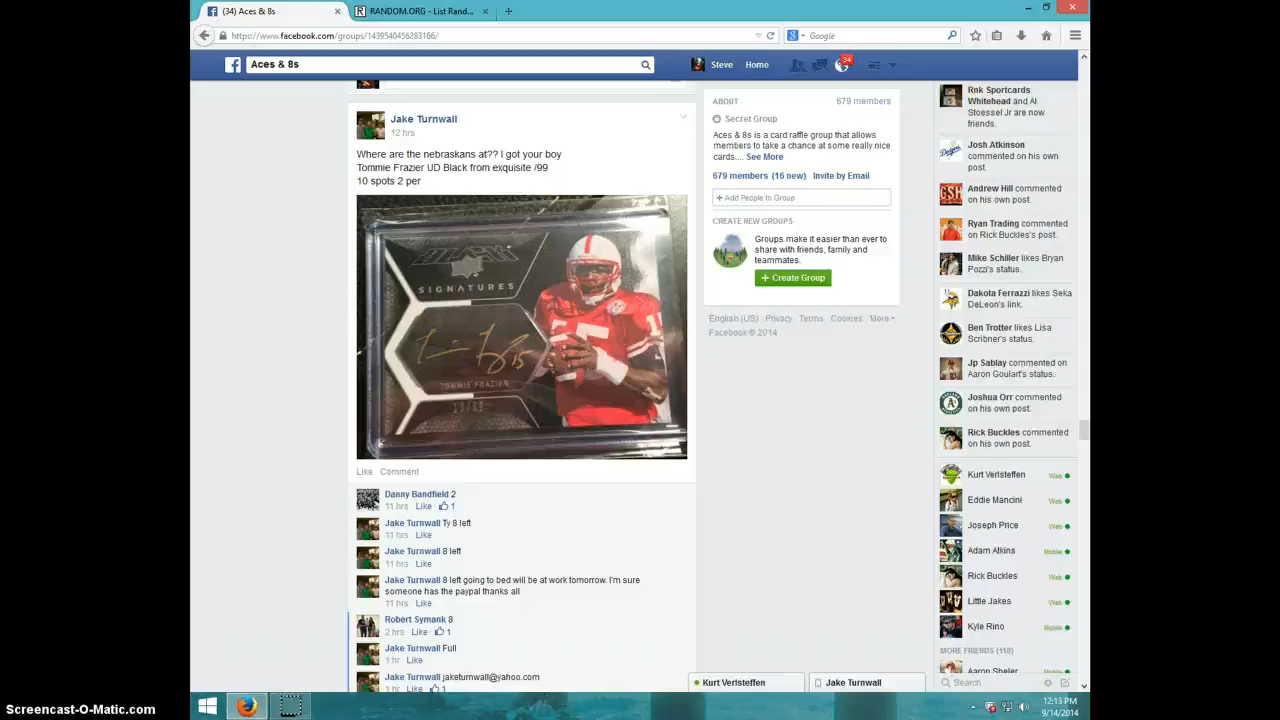 (34) Aces & 8s
RANDOM.ORG - List Rand...
https://www.facebook.com/groups/1439540456283166/
Google
Aces & 8s
Steve
Home
34
Jake Turnwall
12 hrs
Where are the nebraskans at?? I got your boy
Tommie Frazier UD Black from exquisite /99
10 spots 2 per
SIGNATURES
TOMMIE FRAZIER
Like Comment
Danny Bandfield 2
11 hrs Like 1
Jake Turnwall Ty 8 left
11 hrs Like
Jake Turnwall 8 left
11 hrs Like
Jake Turnwall 8 left going to bed will be at work tomorrow. I'm sure
someone has the paypal thanks all
11 hrs Like
Robert Symank 8
2 hrs Like 1
Jake Turnwall Full
1 hr Like
Jake Turnwall jaketurnwall@yahoo.com
1 hr Like 1
ABOUT
679 members
Secret Group
Aces & 8s is a card raffle group that allows
members to take a chance at some really nice
cards.... See More
679 members (16 new) Invite by Email
+ Add People to Group
CREATE NEW GROUPS
Groups make it easier than ever to
share with friends, family and
teammates.
+ Create Group
English (US) Privacy Terms Cookies More
Facebook © 2014
Rnk Sportcards
Whitehead and Al
Stoessel Jr are now
friends.
Josh Atkinson
commented on his own
post.
Andrew Hill commented
on his own post.
Ryan Trading commented
on Rick Buckles's post.
Mike Schiller likes Bryan
Pozzi's status.
Dakota Ferrazzi likes Seka
DeLeon's link.
Ben Trotter likes Lisa
Scribner's status.
Jp Sablay commented on
Aaron Goulart's status.
Joshua Orr commented
on his own post.
Rick Buckles commented
on his own post.
Kurt Verlsteffen Web
Eddie Mancini Web
Joseph Price Web
Adam Atkins Mobile
Rick Buckles Web
Little Jakes Web
Kyle Rino Mobile
MORE FRIENDS (110)
Aaron Sheler
Search
Kurt Verlsteffen
Jake Turnwall
12:13 PM
9/14/2014
Screencast-O-Matic.com